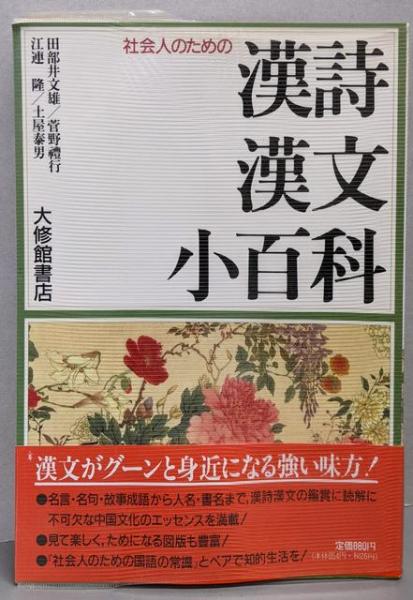 社会人のための
漢詩
漢文
小百科
田部井文雄／菅野禮行
江連　隆／土屋泰男
大修館書店
漢文がグーンと身近になる強い味方！
●名言・名句・故事成語から人名・書名まで、漢詩漢文の鑑賞に読解に
不可欠な中国文化のエッセンスを満載！
●見て楽しく、ためになる図版も豊富！
●『社会人のための国語の常識』とペアで知的生活を！
定価880円